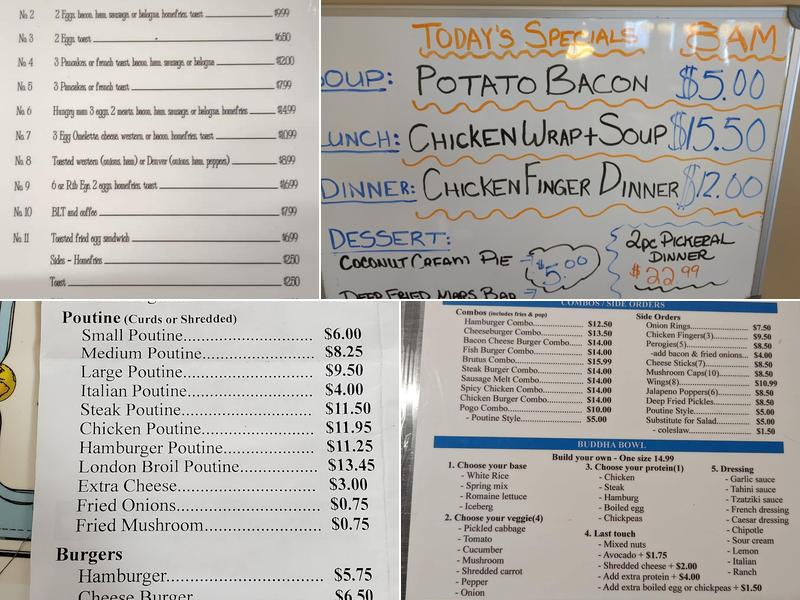 No. 2 2 Eggs, bacon, ham, sausage, or bologna, homefries, toast $9.99
No. 3 2 Eggs, toast $6.50
No. 4 3 Pancakes, or french toast, bacon, ham, sausage, or bologna $12.00
No. 5 3 Pancakes, or french toast $7.99
No. 6 Hungry man 3 eggs, 2 meats, bacon, ham, sausage, or bologna, homefries $14.99
No. 7 3 Egg Omelette, cheese, western, or bacon, homefries, toast $10.99
No. 8 Toasted western (onions, ham) or Denver (onions, ham, peppers) $8.99
No. 9 6 oz Rib Eye, 2 eggs, homefries, toast $16.99
No. 10 BLT and coffee $7.99
No. 11 Toasted fried egg sandwich $6.99
Sides - Homefries $2.50
Toast $2.50
TODAY'S SPECIALS 8AM
OUP: POTATO BACON $5.00
UNCH: CHICKEN WRAP + SOUP $15.50
DINNER: CHICKEN FINGER DINNER $12.00
DESSERT:
COCONUT CREAM PIE → $5.00
DEEP FRIED MARS BAR →
2PC PICKERAL
DINNER
$22.99
Poutine (Curds or Shredded)
Small Poutine $6.00
Medium Poutine $8.25
Large Poutine $9.50
Italian Poutine $4.00
Steak Poutine $11.50
Chicken Poutine $11.95
Hamburger Poutine $11.25
London Broil Poutine $13.45
Extra Cheese $3.00
Fried Onions $0.75
Fried Mushroom $0.75
Burgers
Hamburger $5.75
Cheese Burger $6.50
COMBOS / SIDE ORDERS
Combos (includes fries & pop)
Hamburger Combo $12.50
Cheeseburger Combo $13.50
Bacon Cheese Burger Combo $14.00
Fish Burger Combo $14.00
Brutus Combo $15.99
Steak Burger Combo $14.00
Sausage Melt Combo $14.00
Spicy Chicken Combo $14.00
Chicken Burger Combo $14.00
Pogo Combo $10.00
- Poutine Style $5.00
Side Orders
Onion Rings $7.50
Chicken Fingers(3) $9.50
Perogies(5) $8.50
-add bacon & fried onions $4.00
Cheese Sticks(7) $8.50
Mushroom Caps(10) $8.50
Wings(8) $10.99
Jalapeno Poppers(6) $8.50
Deep Fried Pickles $8.50
Poutine Style $5.00
Substitute for Salad $5.00
- coleslaw $1.50
BUDDHA BOWL
Build your own - One size 14.99
1. Choose your base
- White Rice
- Spring mix
- Romaine lettuce
- Iceberg
2. Choose your veggie(4)
- Pickled cabbage
- Tomato
- Cucumber
- Mushroom
- Shredded carrot
- Pepper
- Onion
3. Choose your protein(1)
- Chicken
- Steak
- Hamburg
- Boiled egg
- Chickpeas
4. Last touch
- Mixed nuts
- Avocado + $1.75
- Shredded cheese + $2.00
- Add extra protein + $4.00
- Add extra boiled egg or chickpeas + $1.50
5. Dressing
- Garlic sauce
- Tahini sauce
- Tzatziki sauce
- French dressing
- Caesar dressing
- Chipotle
- Sour cream
- Lemon
- Italian
- Ranch